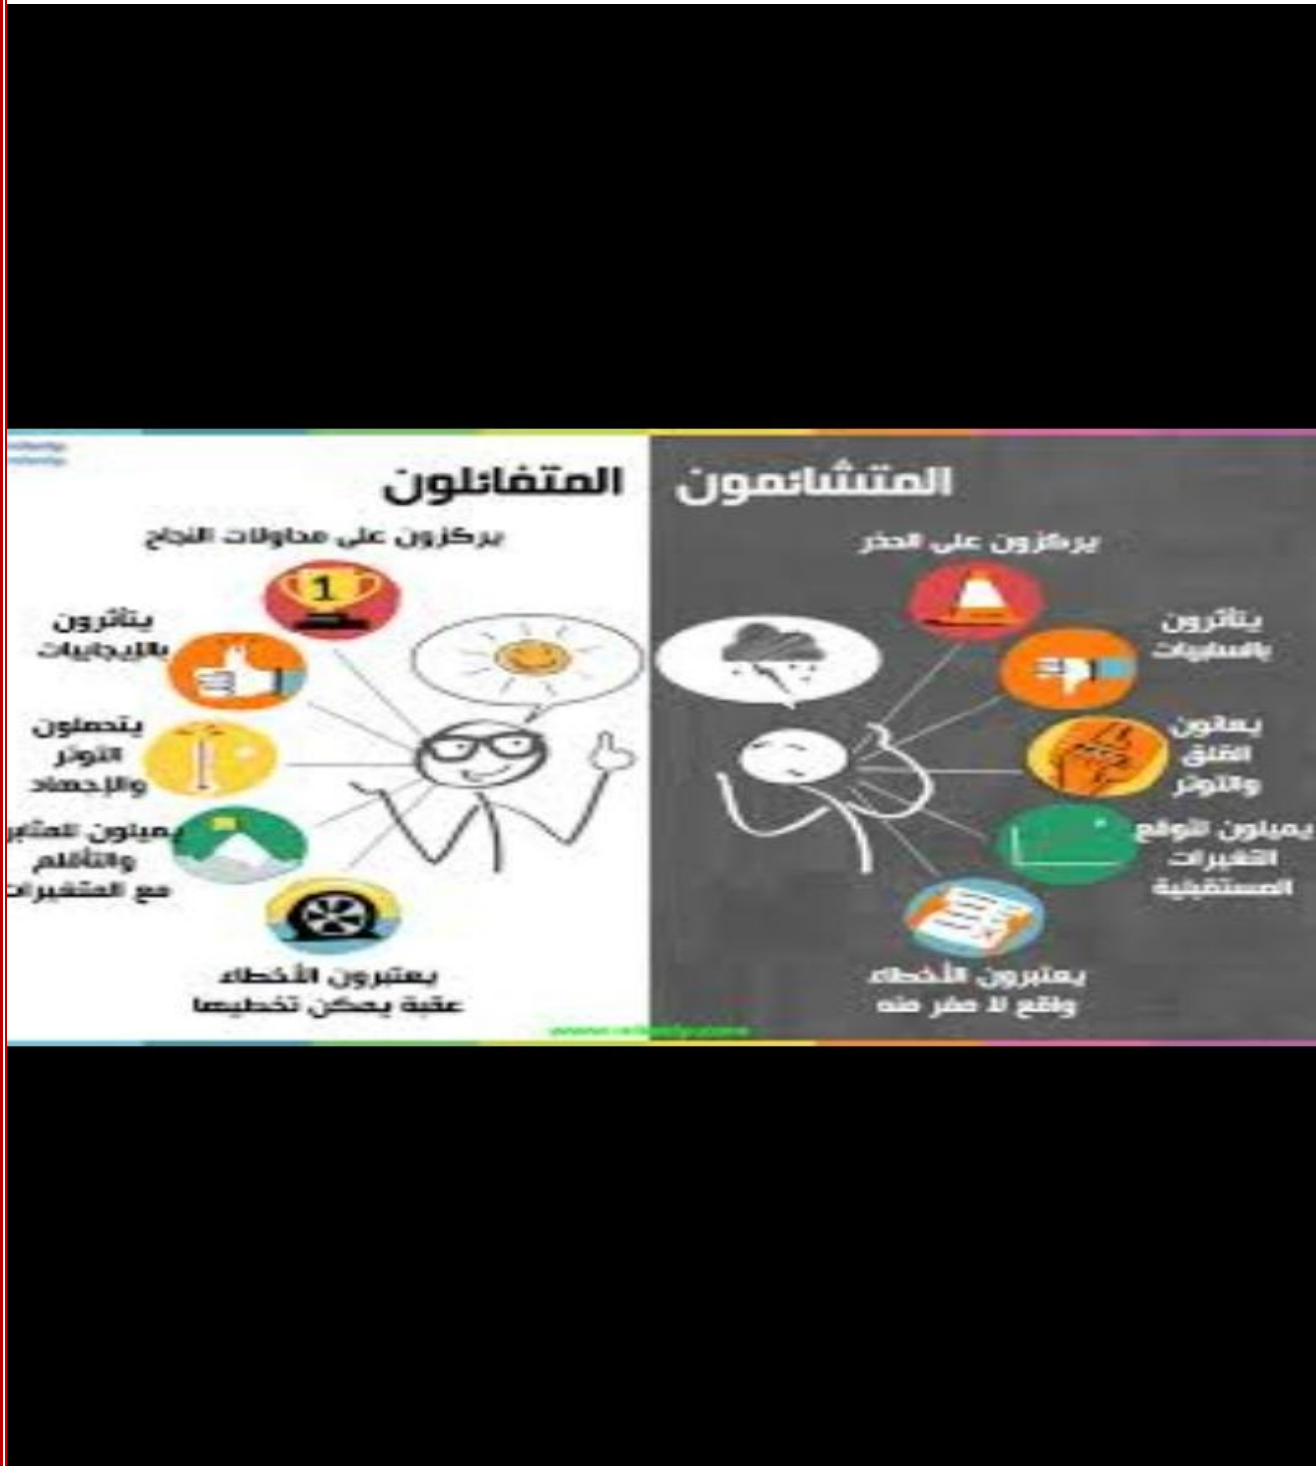 المتشائمون
يركزون على الحذر
يتأثرون
بالسلبيات
يعانون
القلق
والتوتر
يميلون لتوقع
التغيرات
المستقبلية
يعتبرون الأخطاء
واقع لا مفر منه
المتفائلون
يركزون على محاولات النجاح
1
يتأثرون
بالإيجابيات
يتحملون
التوتر
والإجهاد
يميلون للمثابر
والتأقلم
مع المتغيرات
يعتبرون الأخطاء
عقبة يمكن تخطيها